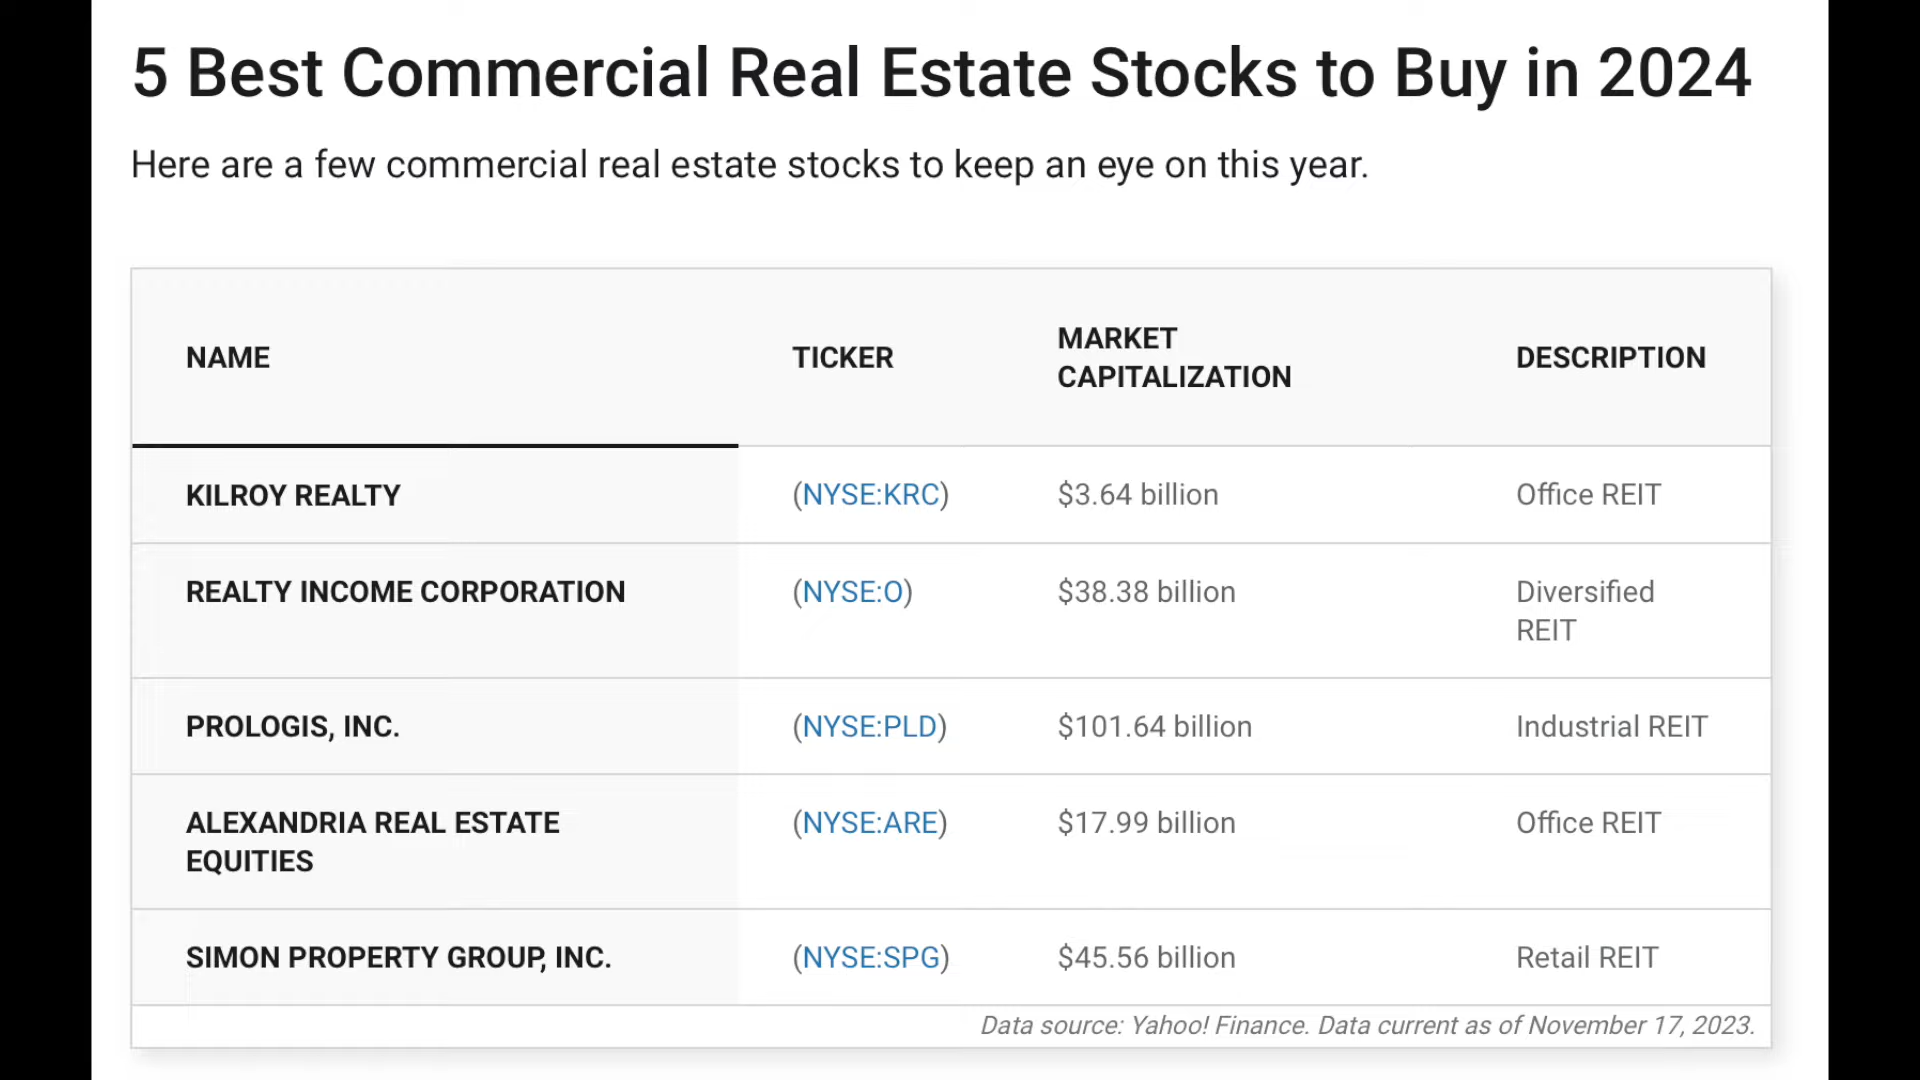 5 Best Commercial Real Estate Stocks to Buy in 2024
Here are a few commercial real estate stocks to keep an eye on this year.
NAME TICKER MARKET CAPITALIZATION DESCRIPTION
KILROY REALTY (NYSE:KRC) $3.64 billion Office REIT
REALTY INCOME CORPORATION (NYSE:O) $38.38 billion Diversified REIT
PROLOGIS, INC. (NYSE:PLD) $101.64 billion Industrial REIT
ALEXANDRIA REAL ESTATE EQUITIES (NYSE:ARE) $17.99 billion Office REIT
SIMON PROPERTY GROUP, INC. (NYSE:SPG) $45.56 billion Retail REIT
Data source: Yahoo! Finance. Data current as of November 17, 2023.